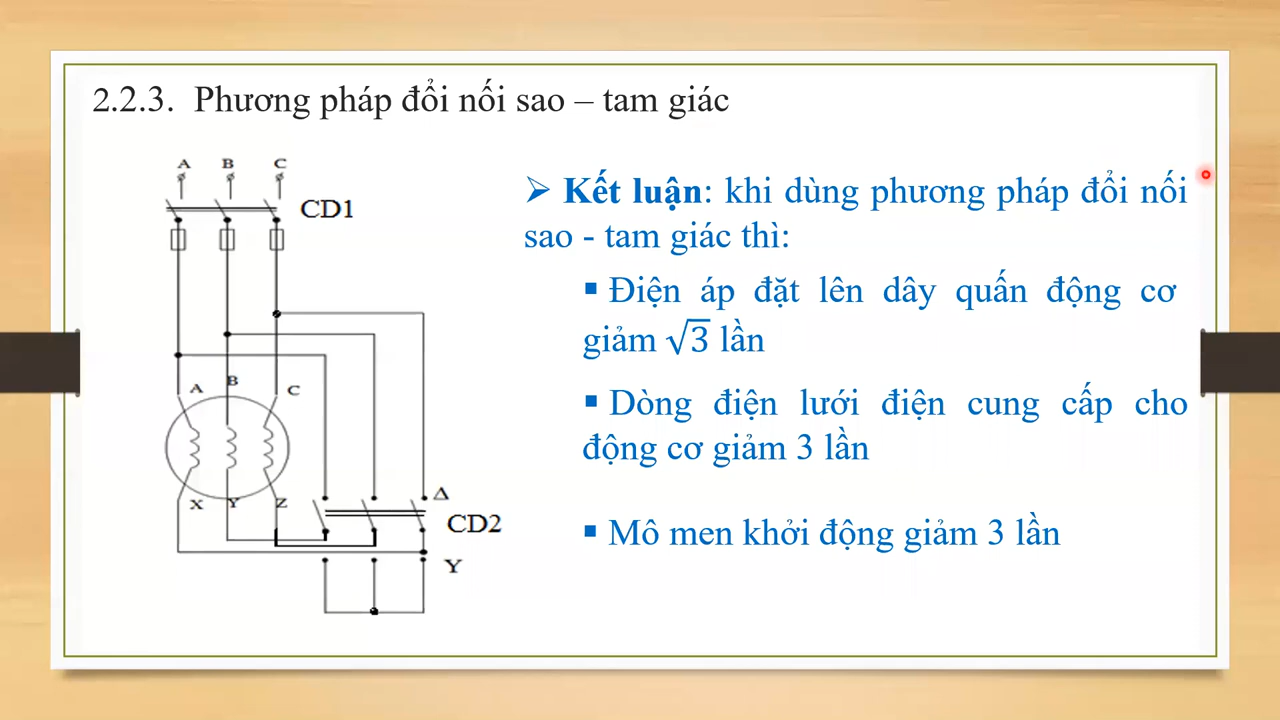 2.2.3. Phương pháp đổi nối sao – tam giác
A B C
CD1
A B C
X Y Z
Δ
CD2
Y
➢ Kết luận: khi dùng phương pháp đổi nối
sao - tam giác thì:
▪ Điện áp đặt lên dây quấn động cơ
giảm √3 lần
▪ Dòng điện lưới điện cung cấp cho
động cơ giảm 3 lần
▪ Mô men khởi động giảm 3 lần